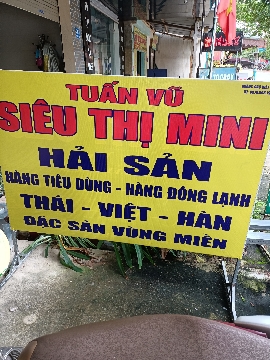 TUẤN VŨ
SIÊU THỊ MINI
HẢI SẢN
HÀNG TIÊU DÙNG - HÀNG ĐÔNG LẠNH
THÁI - VIỆT - HÀN
ĐẶC SẢN VÙNG MIỀN